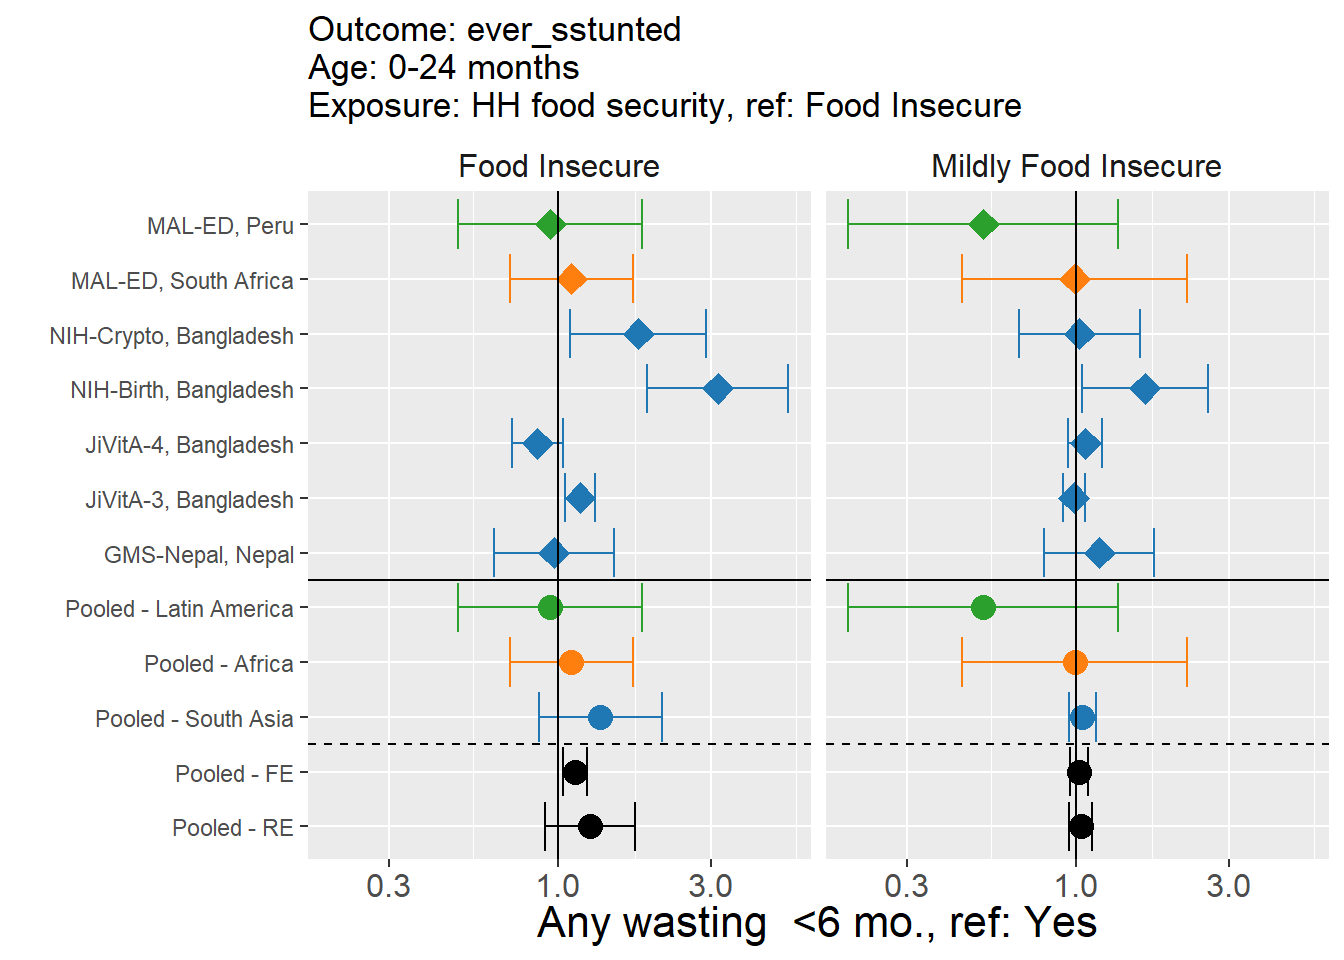 Outcome: ever_sstunted
Age: 0-24 months
Exposure: HH food security, ref: Food Insecure
Food Insecure
Mildly Food Insecure
MAL-ED, Peru
MAL-ED, South Africa
NIH-Crypto, Bangladesh
NIH-Birth, Bangladesh
JiVitA-4, Bangladesh
JiVitA-3, Bangladesh
GMS-Nepal, Nepal
Pooled - Latin America
Pooled - Africa
Pooled - South Asia
Pooled - FE
Pooled - RE
0.3 1.0 3.0 0.3 1.0 3.0
Any wasting  <6 mo., ref: Yes